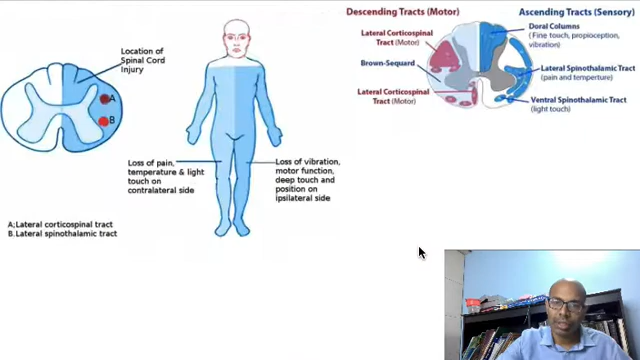 Descending Tracts (Motor)
Ascending Tracts (Sensory)
Lateral Corticospinal
Tract (Motor)
Brown-Sequard
Lateral Corticospinal
Tract (Motor)
Doral Columns
(Fine touch, propioception,
vibration)
Lateral Spinothalamic Tract
(pain and temperture)
Ventral Spinothalamic Tract
(light touch)
Location of
Spinal Cord
Injury
A
B
Loss of pain,
temperature & light
touch on
contralateral side
Loss of vibration,
motor function,
deep touch and
position on
ipsilateral side
A;Lateral corticospinal tract
B.Lateral spinothalamic tract